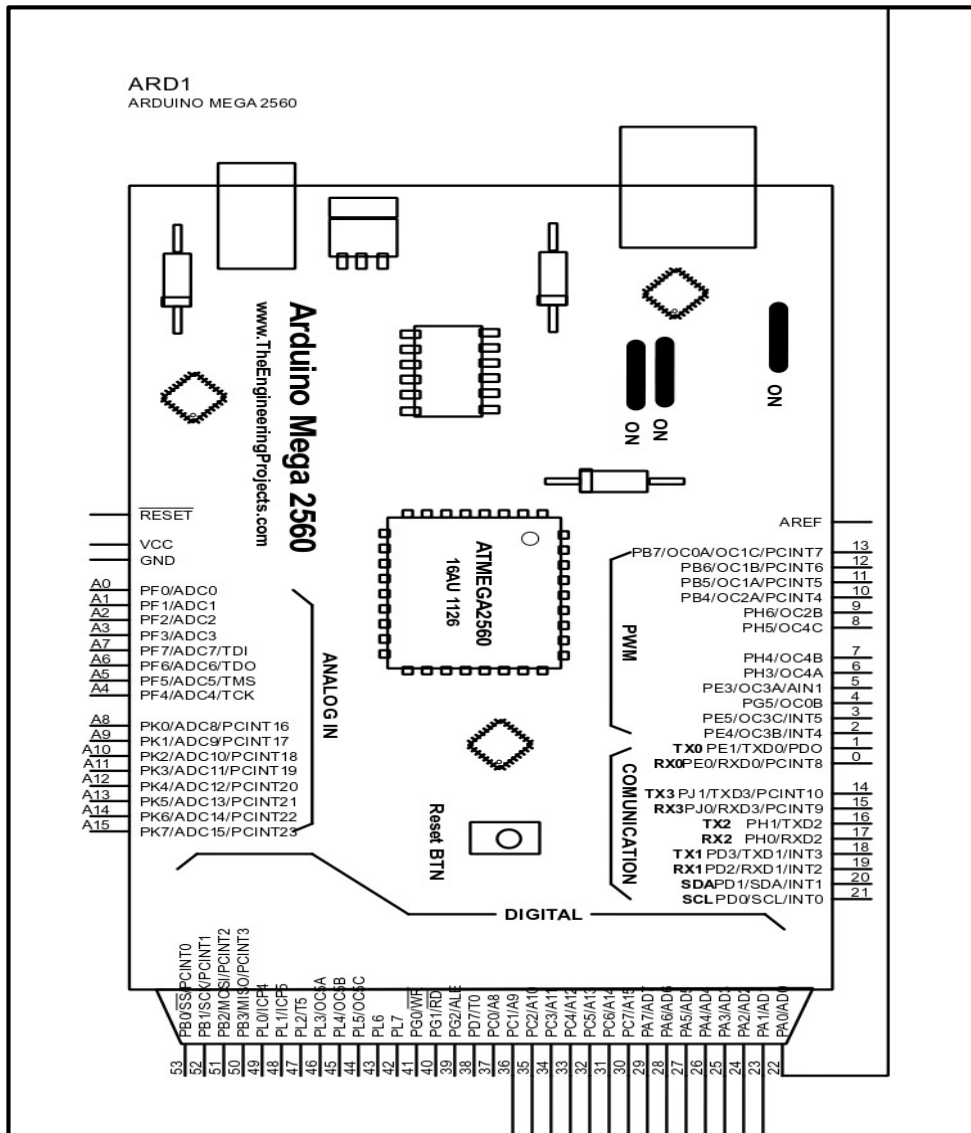 ARD1
ARDUINO MEGA 2560
Arduino Mega 2560
www.TheEngineeringProjects.com
ON
ON
ON
ATMEGA2560
16AU 1126
RESET
VCC
GND
A0 PF0/ADC0
A1 PF1/ADC1
A2 PF2/ADC2
A3 PF3/ADC3
A7 PF7/ADC7/TDI
A6 PF6/ADC6/TDO
A5 PF5/ADC5/TMS
A4 PF4/ADC4/TCK
A8 PK0/ADC8/PCINT16
A9 PK1/ADC9/PCINT17
A10 PK2/ADC10/PCINT18
A11 PK3/ADC11/PCINT19
A12 PK4/ADC12/PCINT20
A13 PK5/ADC13/PCINT21
A14 PK6/ADC14/PCINT22
A15 PK7/ADC15/PCINT23
ANALOG IN
AREF
PB7/OC0A/OC1C/PCINT7 13
PB6/OC1B/PCINT6 12
PB5/OC1A/PCINT5 11
PB4/OC2A/PCINT4 10
PH6/OC2B 9
PH5/OC4C 8
PH4/OC4B 7
PH3/OC4A 6
PE3/OC3A/AIN1 5
PG5/OC0B 4
PE5/OC3C/INT5 3
PE4/OC3B/INT4 2
TX0 PE1/TXD0/PDO 1
RX0 PE0/RXD0/PCINT8 0
TX3 PJ1/TXD3/PCINT10 14
RX3 PJ0/RXD3/PCINT9 15
TX2 PH1/TXD2 16
RX2 PH0/RXD2 17
TX1 PD3/TXD1/INT3 18
RX1 PD2/RXD1/INT2 19
SDA PD1/SDA/INT1 20
SCL PD0/SCL/INT0 21
PWM
COMUNICATION
Reset BTN
DIGITAL
PB0/SS/PCINT0 53
PB1/SCK/PCINT1 52
PB2/MOSI/PCINT2 51
PB3/MISO/PCINT3 50
PL0/ICP4 49
PL1/ICP5 48
PL2/T5 47
PL3/OC5A 46
PL4/OC5B 45
PL5/OC5C 44
PL6 43
PL7 42
PG0/WR 41
PG1/RD 40
PG2/ALE 39
PD7/T0 38
PC0/A8 37
PC1/A9 36
PC2/A10 35
PC3/A11 34
PC4/A12 33
PC5/A13 32
PC6/A14 31
PC7/A15 30
PA7/AD7 29
PA6/AD6 28
PA5/AD5 27
PA4/AD4 26
PA3/AD3 25
PA2/AD2 24
PA1/AD1 23
PA0/AD0 22